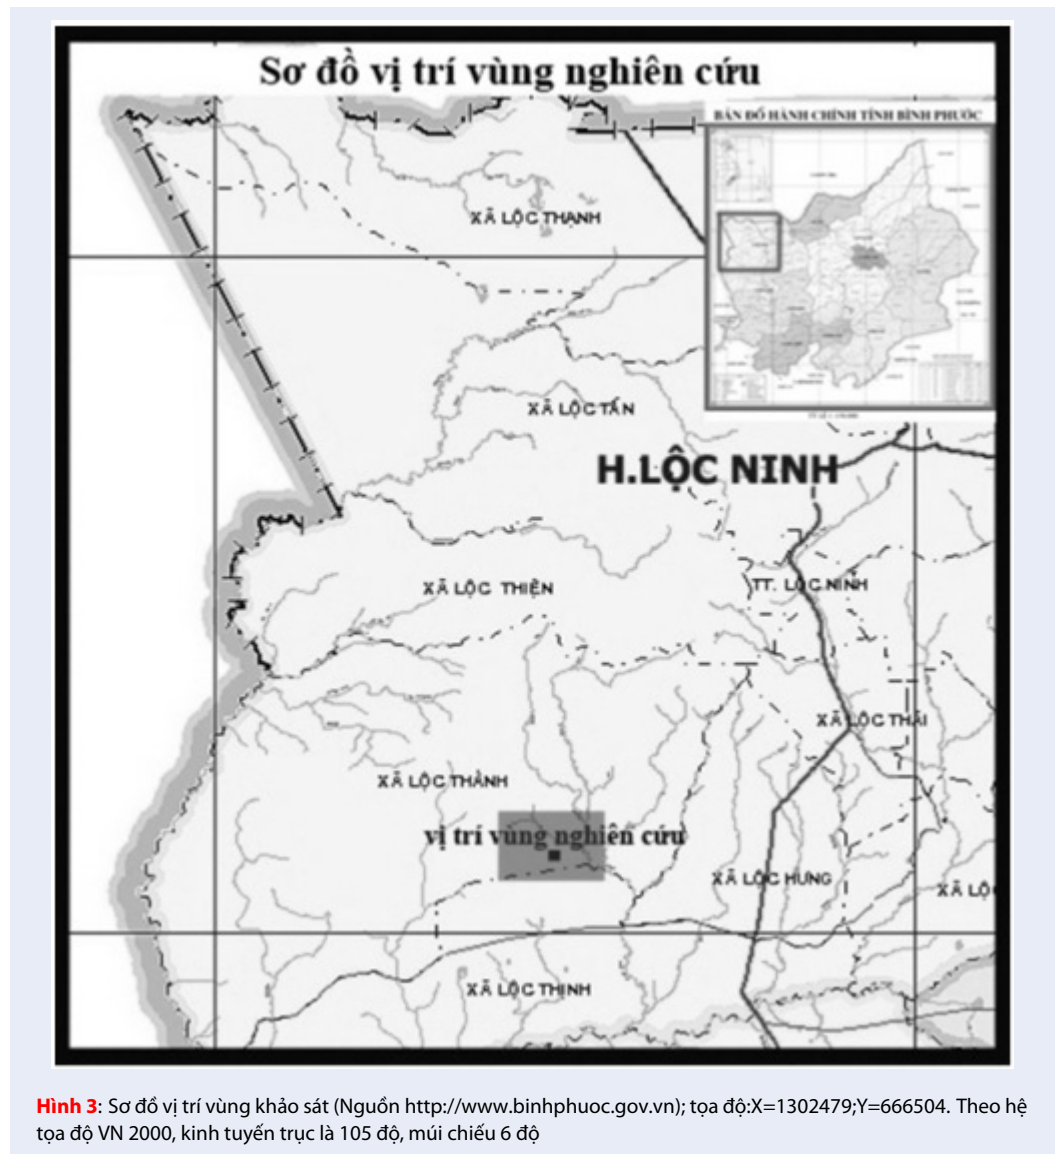 Sơ đồ vị trí vùng nghiên cứu
BẢN ĐỒ HÀNH CHÍNH TỈNH BÌNH PHƯỚC
XÃ LỘC THẠNH
XÃ LỘC TẤN
H.LỘC NINH
XÃ LỘC THIỆN
TT. LỘC NINH
XÃ LỘC THÁI
XÃ LỘC THÀNH
vị trí vùng nghiên cứu
XÃ LỘC HƯNG
XÃ LỘ
XÃ LỘC THỊNH
Hình 3: Sơ đồ vị trí vùng khảo sát (Nguồn http://www.binhphuoc.gov.vn); tọa độ:X=1302479;Y=666504. Theo hệ
tọa độ VN 2000, kinh tuyến trục là 105 độ, múi chiếu 6 độ